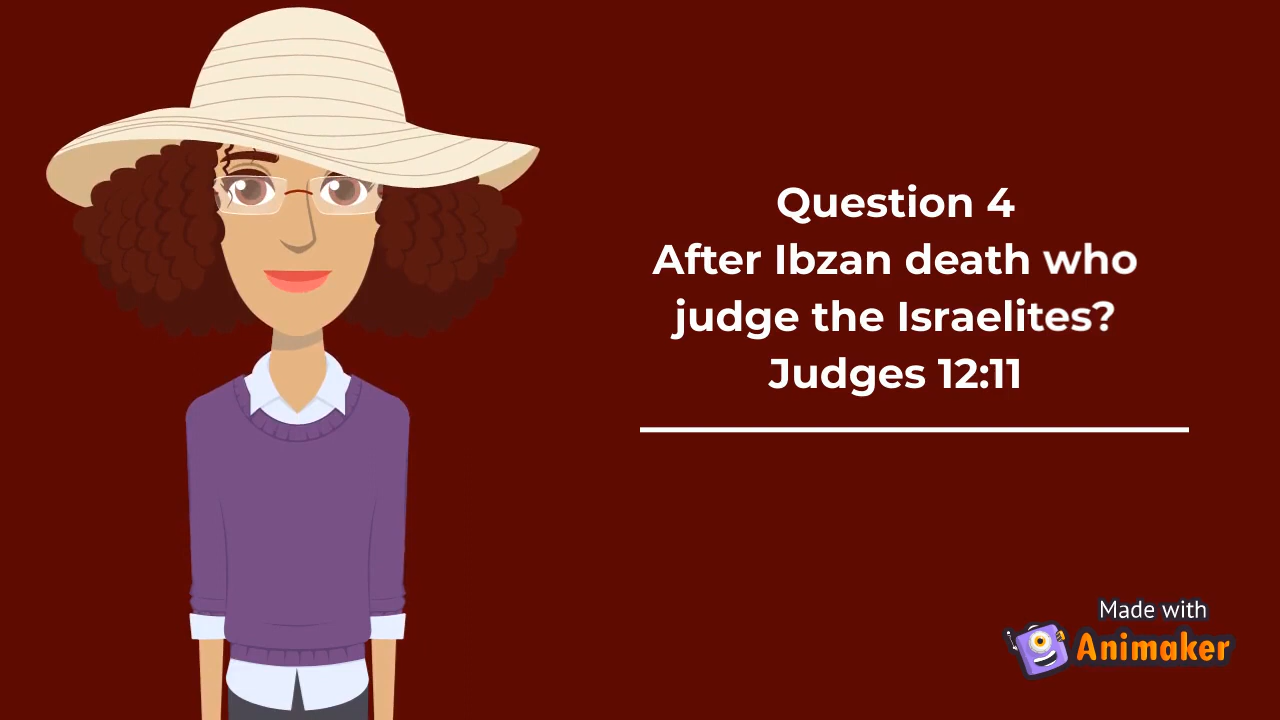 Question 4
After Ibzan death who
judge the Israelites?
Judges 12:11
Made with
Animaker